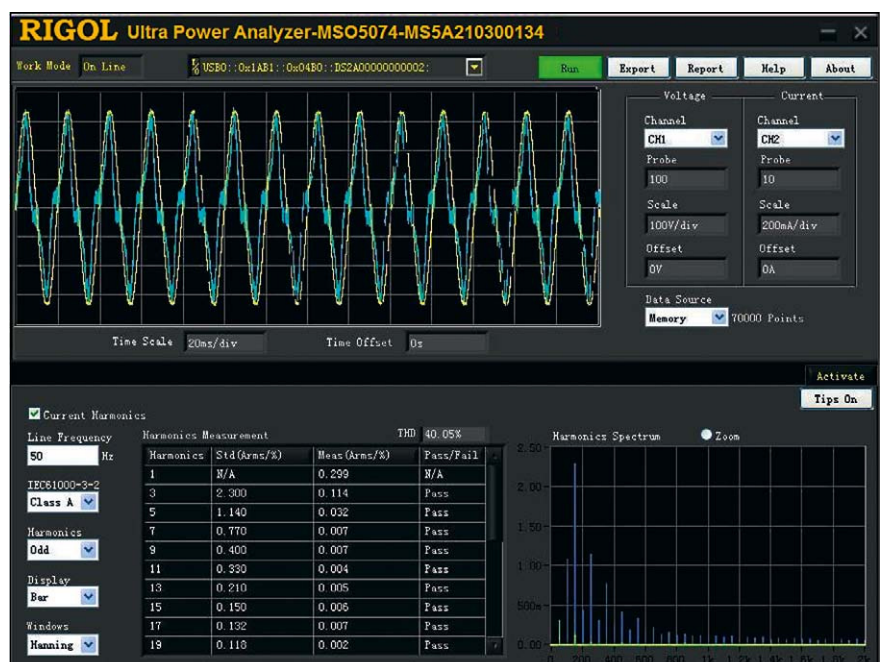 RIGOL Ultra Power Analyzer-MSO5074-MS5A210300134
Work Mode On Line I/O USB0::0x1AB1::0x04B0::DS2A00000000002: Run Export Report Help About
Voltage Current
Channel Channel
CH1 CH2
Probe Probe
100 10
Scale Scale
100V/div 200mA/div
Offset Offset
0V 0A
Data Source
Memory 70000 Points
Time Scale 20ms/div Time Offset 0s
Activate
Tips On
Current Harmonics
Line Frequency
50 Hz
IEC61000-3-2
Class A
Harmonics
Odd
Display
Bar
Windows
Hanning
Harmonics Measurement THD 40.05%
Harmonics Std(Arms/%) Meas(Arms/%) Pass/Fail
1 N/A 0.299 N/A
3 2.300 0.114 Pass
5 1.140 0.032 Pass
7 0.770 0.007 Pass
9 0.400 0.007 Pass
11 0.330 0.004 Pass
13 0.210 0.005 Pass
15 0.150 0.006 Pass
17 0.132 0.007 Pass
19 0.118 0.002 Pass
Harmonics Spectrum Zoom
2.50
2.00
1.50
1.00
500m
0.00
0 200 400 600 800 1k 1.2k 1.4k 1.6k 1.8k 2k